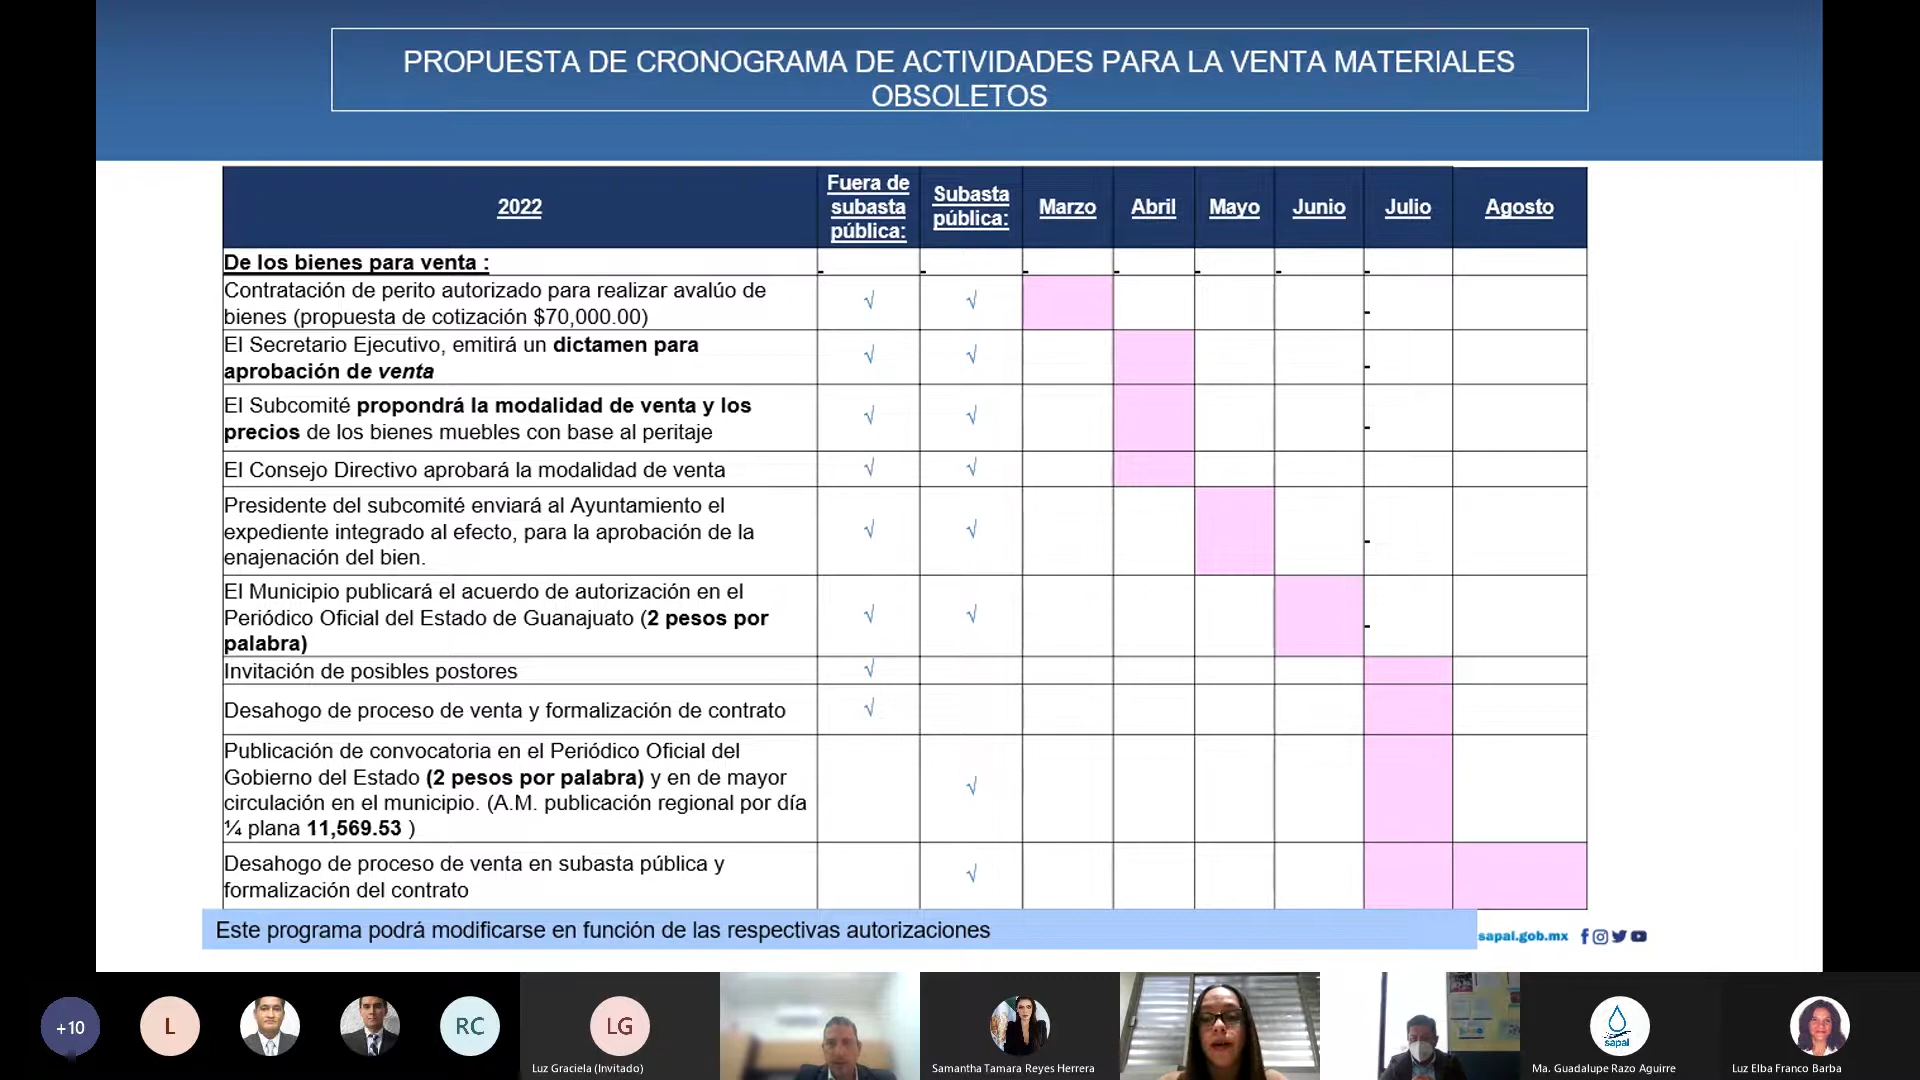 PROPUESTA DE CRONOGRAMA DE ACTIVIDADES PARA LA VENTA MATERIALES
OBSOLETOS
2022
Fuera de
subasta
pública:
Subasta
pública:
Marzo
Abril
Mayo
Junio
Julio
Agosto
De los bienes para venta :
- - - - - - -
Contratación de perito autorizado para realizar avalúo de
bienes (propuesta de cotización $70,000.00)
√ √ -
El Secretario Ejecutivo, emitirá un dictamen para
aprobación de venta
√ √ -
El Subcomité propondrá la modalidad de venta y los
precios de los bienes muebles con base al peritaje
√ √ -
El Consejo Directivo aprobará la modalidad de venta
√ √
Presidente del subcomité enviará al Ayuntamiento el
expediente integrado al efecto, para la aprobación de la
enajenación del bien.
√ √ -
El Municipio publicará el acuerdo de autorización en el
Periódico Oficial del Estado de Guanajuato (2 pesos por
palabra)
√ √ -
Invitación de posibles postores
√
Desahogo de proceso de venta y formalización de contrato
√
Publicación de convocatoria en el Periódico Oficial del
Gobierno del Estado (2 pesos por palabra) y en de mayor
circulación en el municipio. (A.M. publicación regional por día
¼ plana 11,569.53 )
√
Desahogo de proceso de venta en subasta pública y
formalización del contrato
√
Este programa podrá modificarse en función de las respectivas autorizaciones
sapal.gob.mx
+10
L
RC
LG
Luz Graciela (Invitado)
Samantha Tamara Reyes Herrera
sapal
Ma. Guadalupe Razo Aguirre
Luz Elba Franco Barba